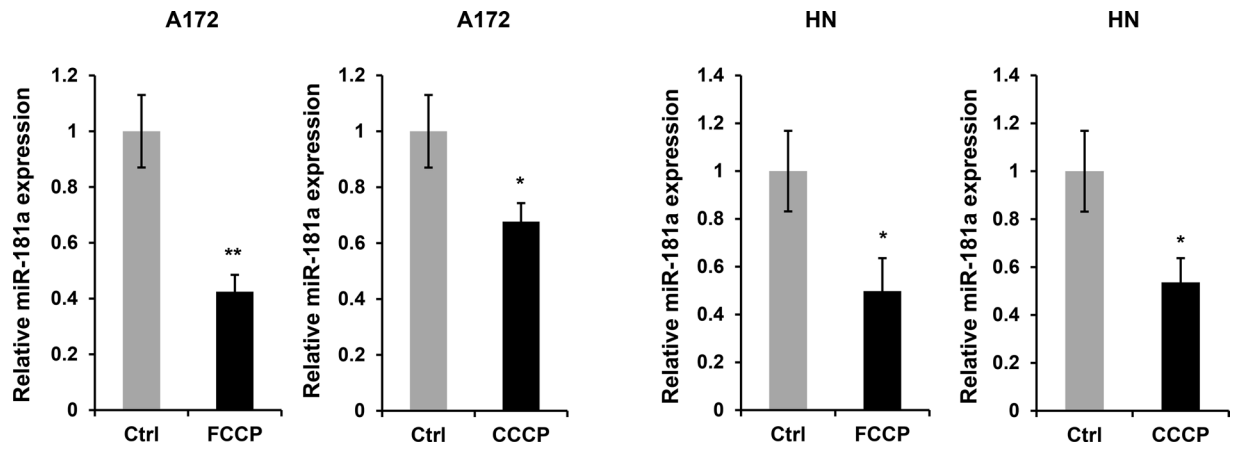 A172
Relative miR-181a expression
1.2
1
0.8
0.6
0.4
0.2
0
**
Ctrl FCCP
A172
Relative miR-181a expression
1.2
1
0.8
0.6
0.4
0.2
0
*
Ctrl CCCP
HN
Relative miR-181a expression
1.4
1.2
1
0.8
0.6
0.4
0.2
0
*
Ctrl FCCP
HN
Relative miR-181a expression
1.4
1.2
1
0.8
0.6
0.4
0.2
0
*
Ctrl CCCP